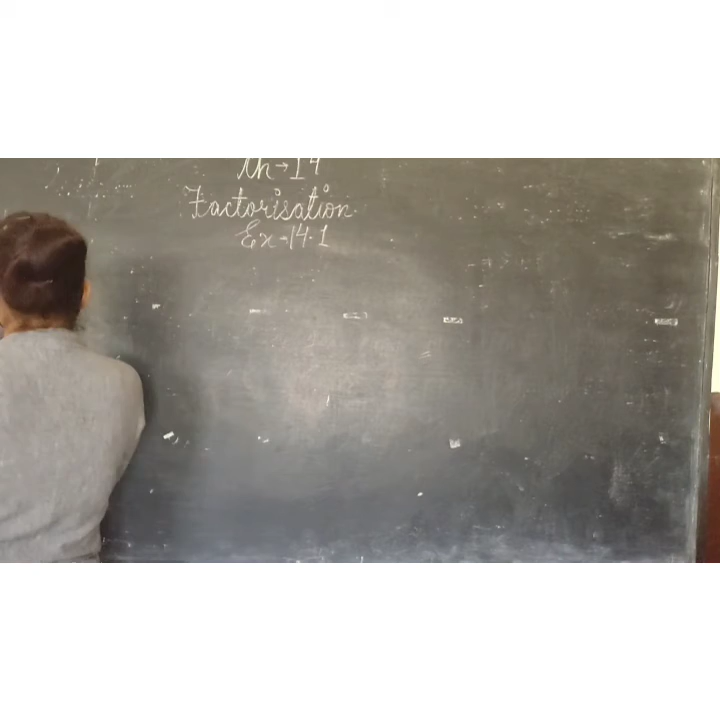 Ch → 14
Factorisation
Ex → 14.1